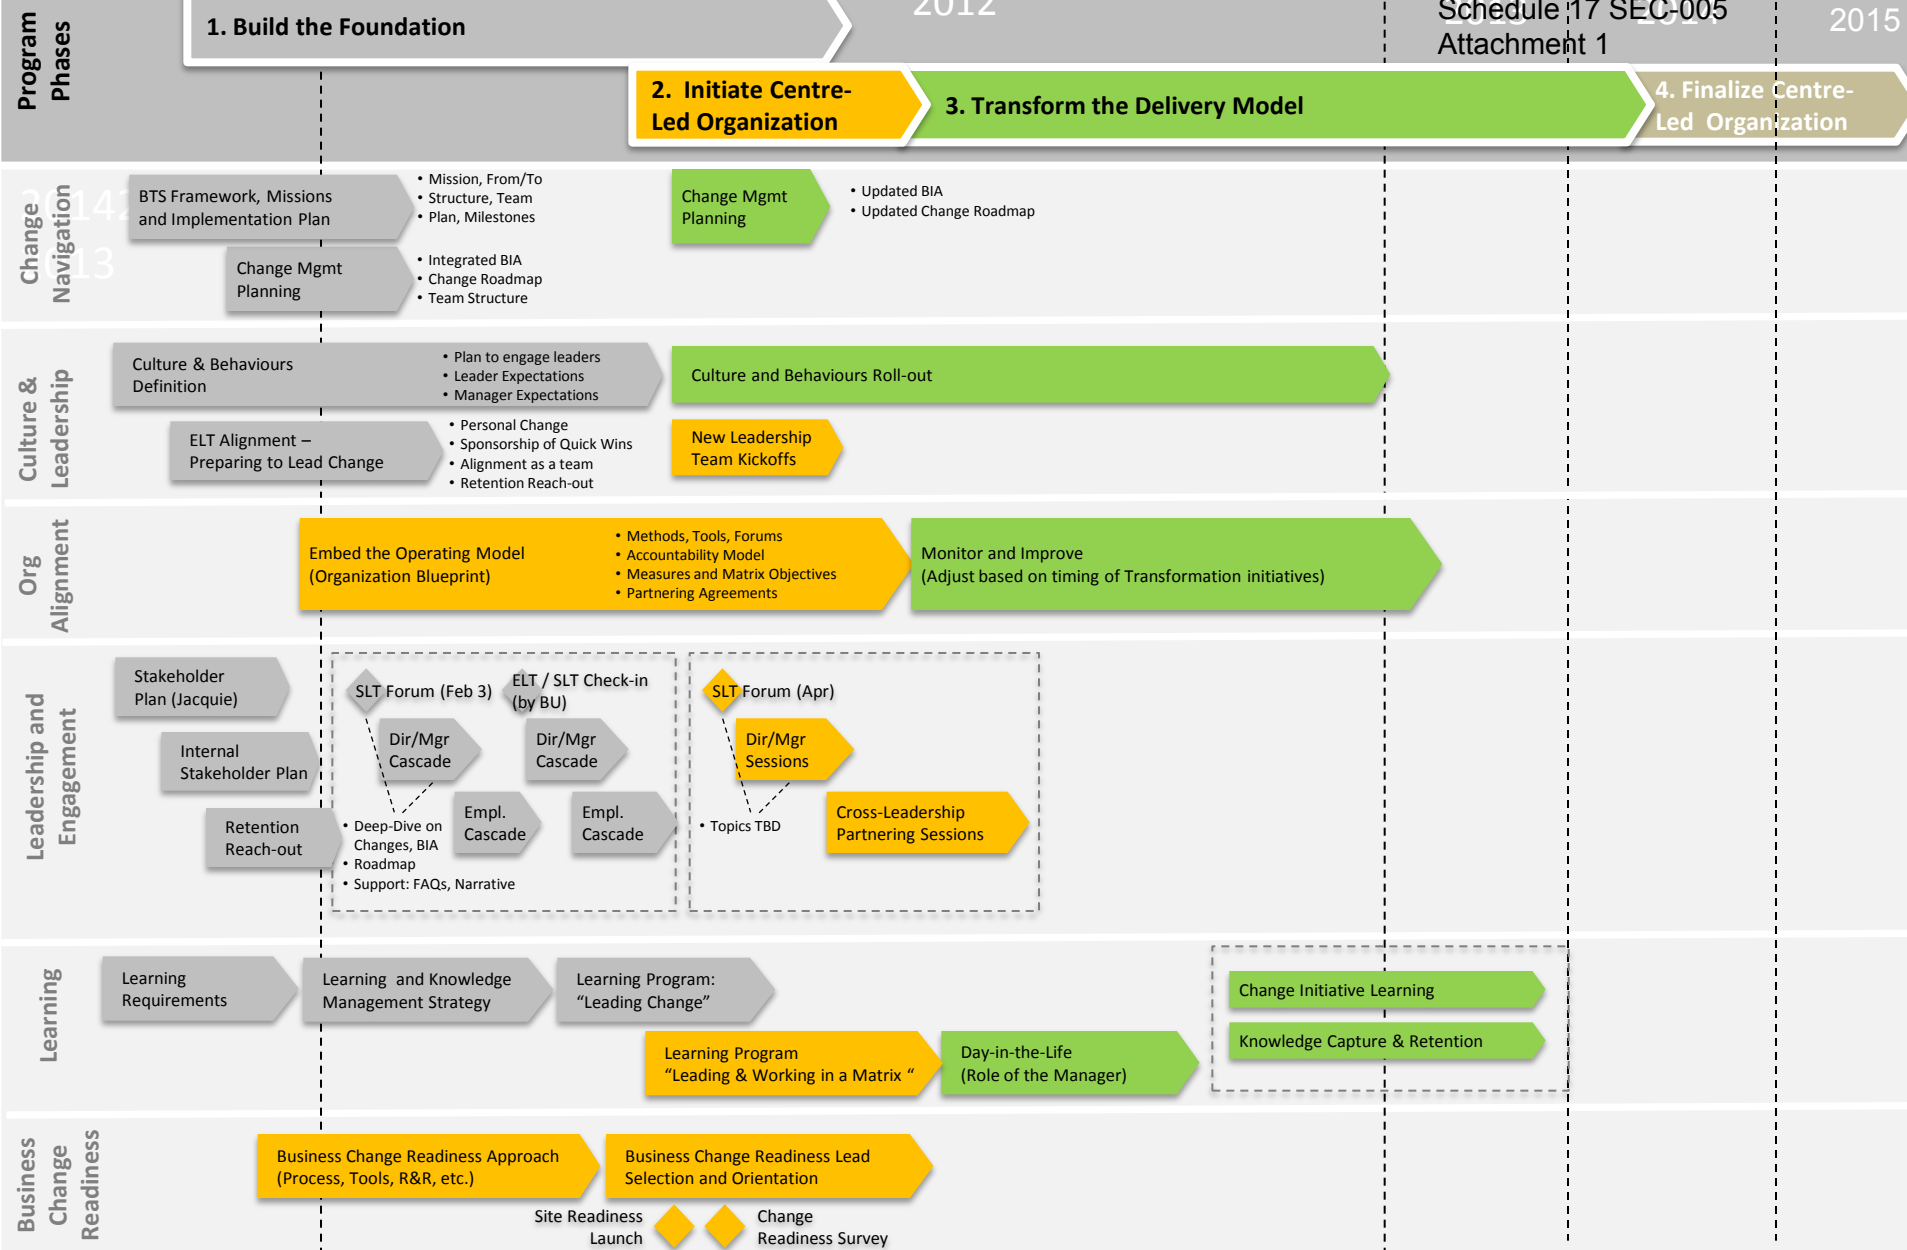 2012
Schedule 17 SEC-005
2014
2015
Attachment 1
Program
Phases
1. Build the Foundation
2. Initiate Centre-
Led Organization
3. Transform the Delivery Model
4. Finalize Centre-
Led Organization
Change
Navigation
BTS Framework, Missions
and Implementation Plan
• Mission, From/To
• Structure, Team
• Plan, Milestones
Change Mgmt
Planning
• Updated BIA
• Updated Change Roadmap
Change Mgmt
Planning
• Integrated BIA
• Change Roadmap
• Team Structure
Culture &
Leadership
Culture & Behaviours
Definition
• Plan to engage leaders
• Leader Expectations
• Manager Expectations
Culture and Behaviours Roll-out
ELT Alignment –
Preparing to Lead Change
• Personal Change
• Sponsorship of Quick Wins
• Alignment as a team
• Retention Reach-out
New Leadership
Team Kickoffs
Org
Alignment
Embed the Operating Model
(Organization Blueprint)
• Methods, Tools, Forums
• Accountability Model
• Measures and Matrix Objectives
• Partnering Agreements
Monitor and Improve
(Adjust based on timing of Transformation initiatives)
Leadership and
Engagement
Stakeholder
Plan (Jacquie)
Internal
Stakeholder Plan
Retention
Reach-out
SLT Forum (Feb 3)
ELT / SLT Check-in
(by BU)
Dir/Mgr
Cascade
Dir/Mgr
Cascade
Empl.
Cascade
Empl.
Cascade
• Deep-Dive on
Changes, BIA
• Roadmap
• Support: FAQs, Narrative
SLT Forum (Apr)
Dir/Mgr
Sessions
• Topics TBD
Cross-Leadership
Partnering Sessions
Learning
Learning
Requirements
Learning and Knowledge
Management Strategy
Learning Program:
“Leading Change”
Learning Program
“Leading & Working in a Matrix “
Day-in-the-Life
(Role of the Manager)
Change Initiative Learning
Knowledge Capture & Retention
Business
Change
Readiness
Business Change Readiness Approach
(Process, Tools, R&R, etc.)
Business Change Readiness Lead
Selection and Orientation
Site Readiness
Launch
Change
Readiness Survey